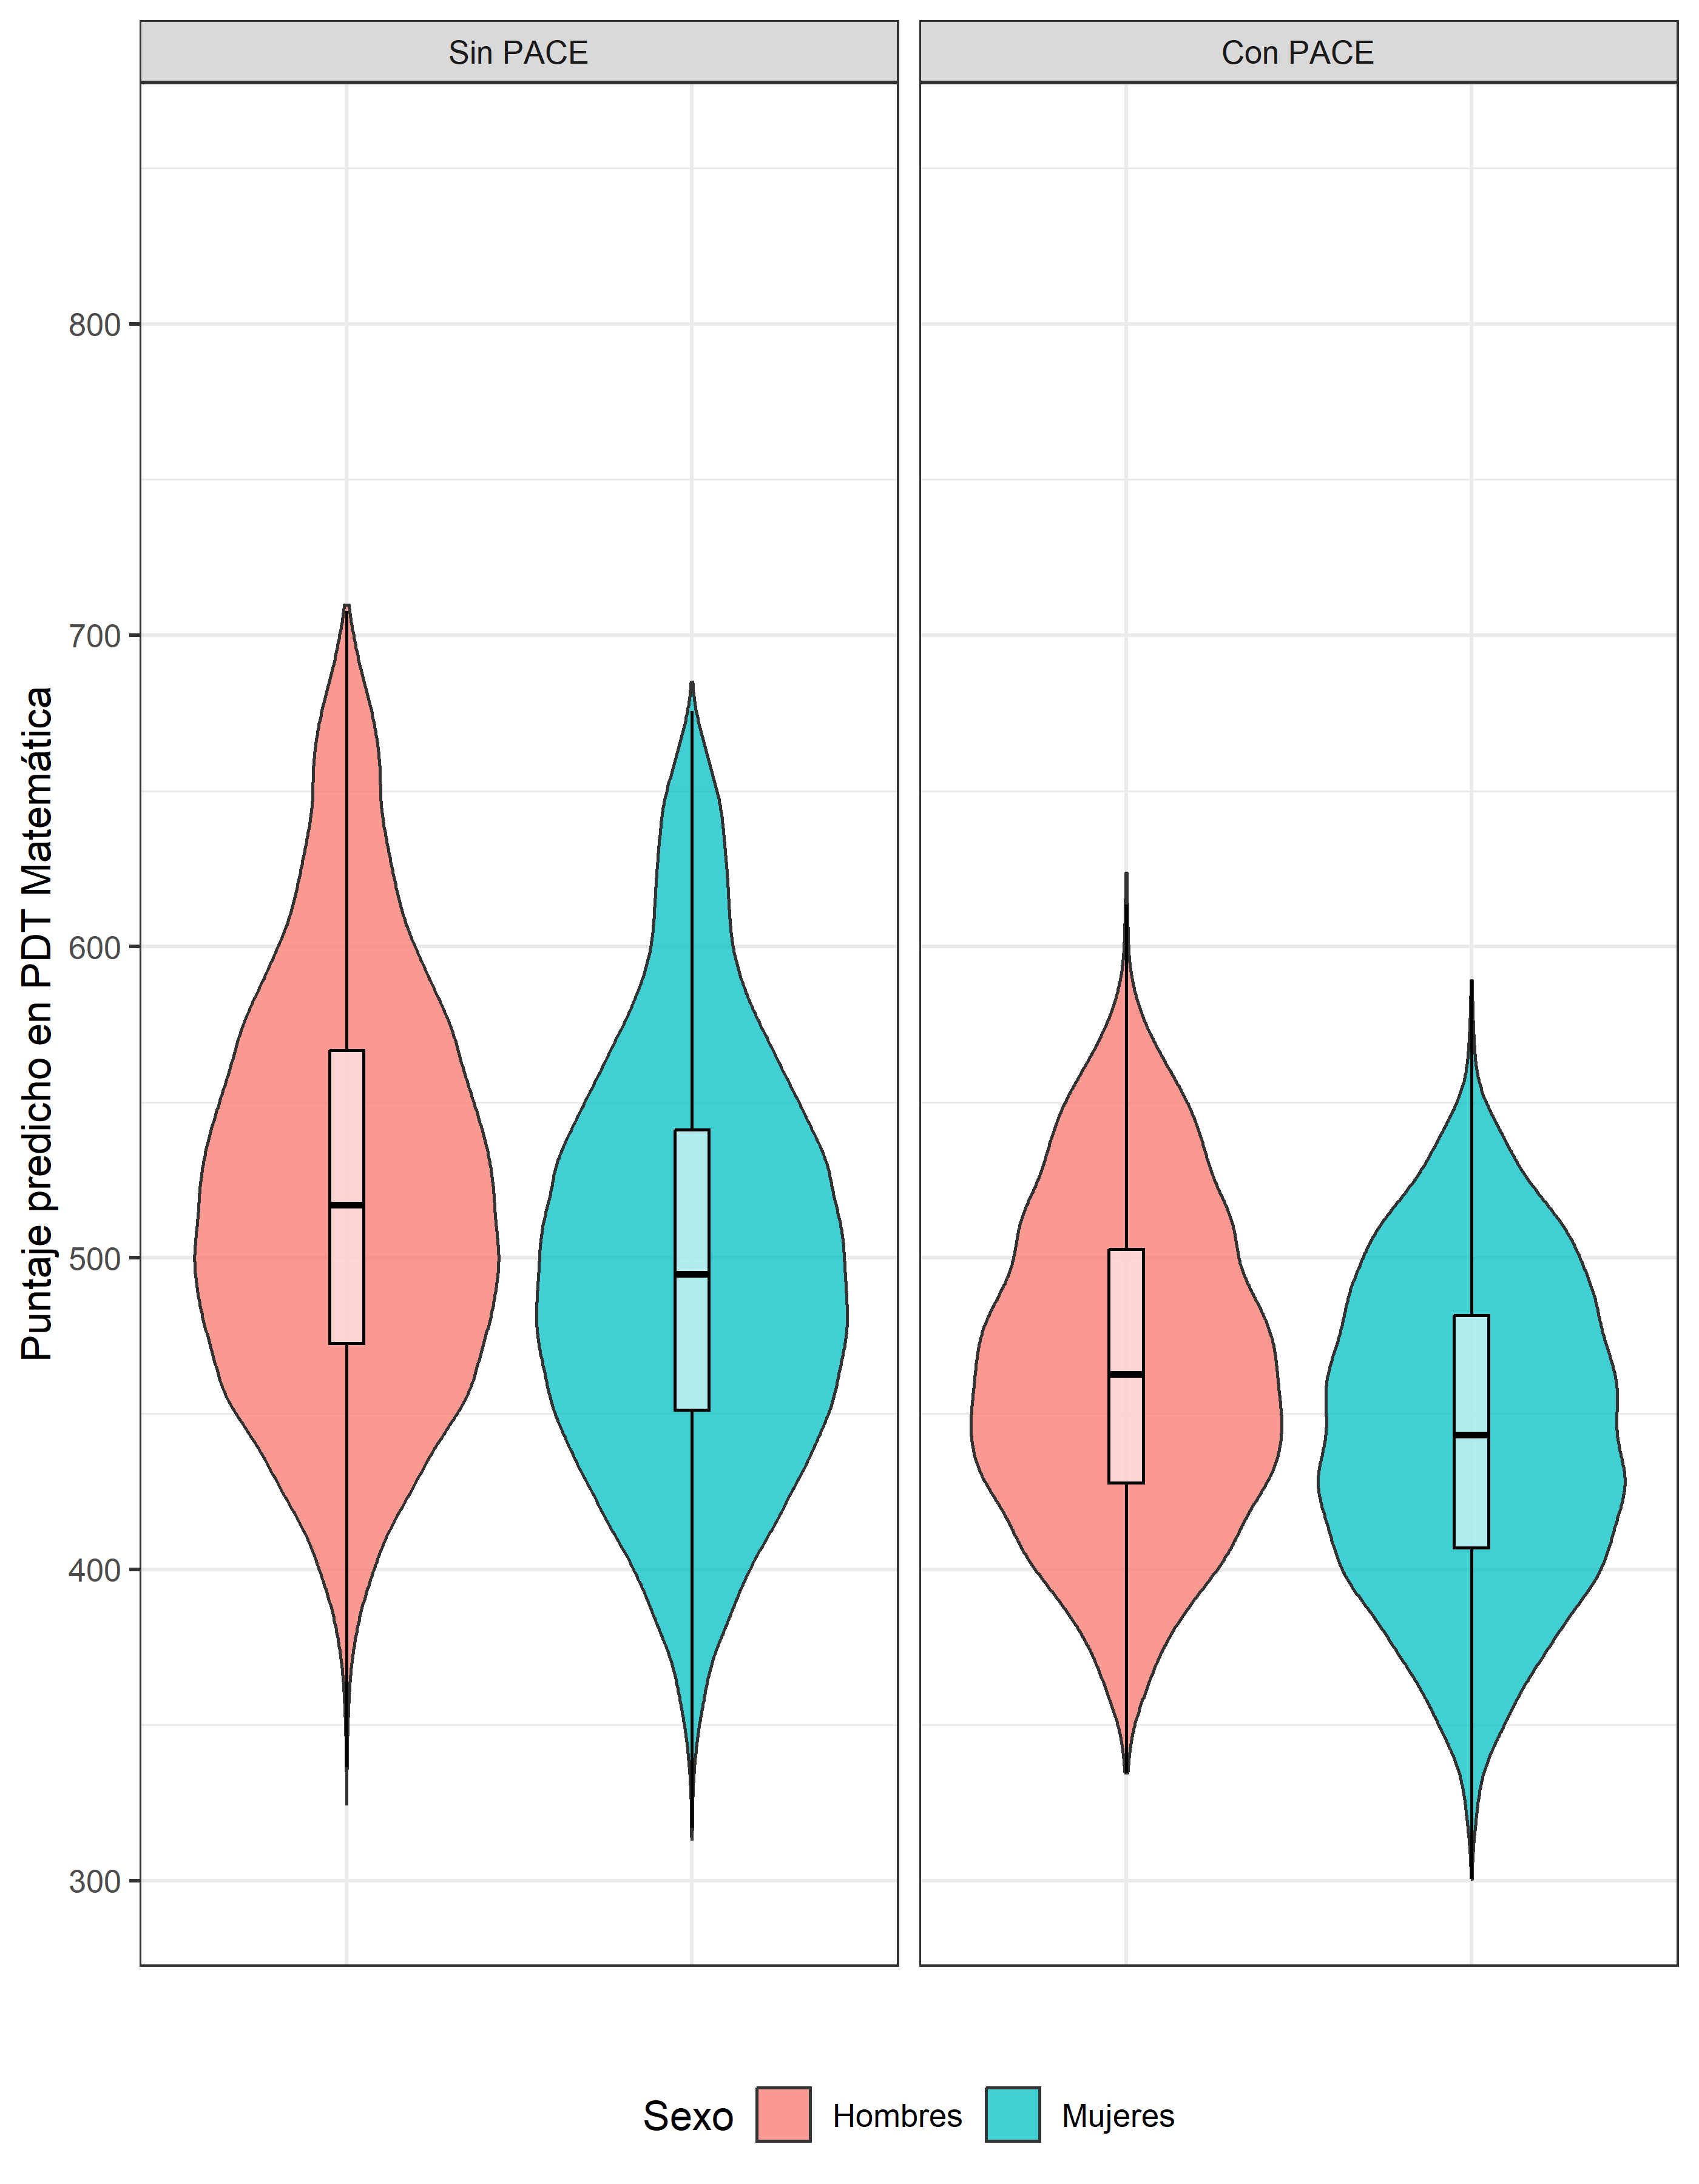 Sin PACE
Con PACE
Puntaje predicho en PDT Matemática
800
700
600
500
400
300
Sexo
Hombres
Mujeres